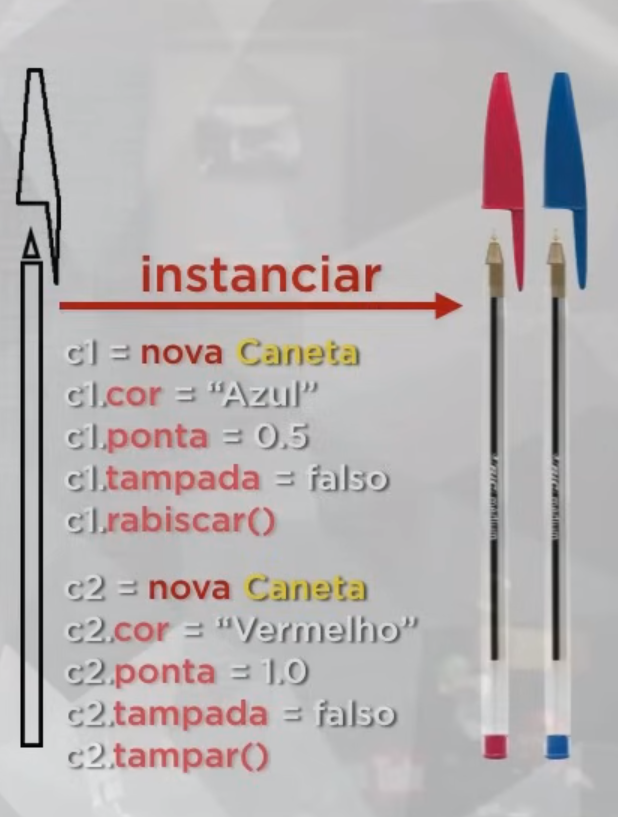 instanciar
c1 = nova Caneta
c1.cor = “Azul”
c1.ponta = 0.5
c1.tampada = falso
c1.rabiscar()
c2 = nova Caneta
c2.cor = “Vermelho”
c2.ponta = 1.0
c2.tampada = falso
c2.tampar()